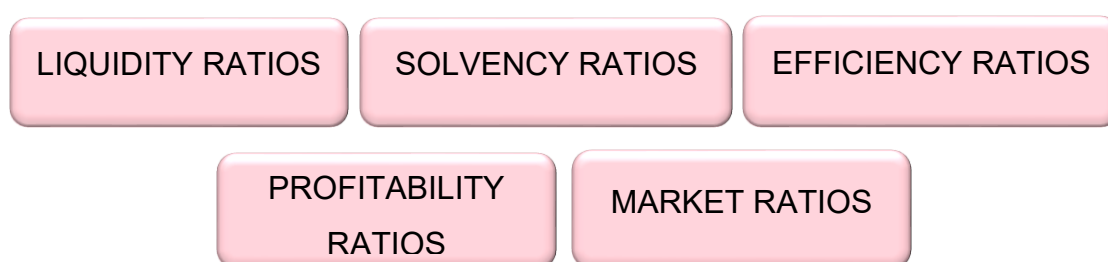 LIQUIDITY RATIOS
SOLVENCY RATIOS
EFFICIENCY RATIOS
PROFITABILITY
RATIOS
MARKET RATIOS